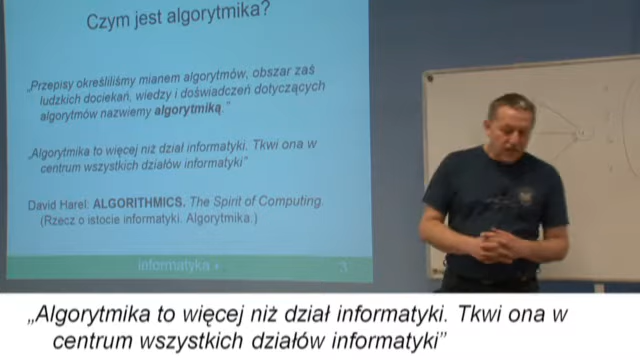 Czym jest algorytmika?
„Przepisy określiliśmy mianem algorytmów, obszar zaś
ludzkich dociekań, wiedzy i doświadczeń dotyczących
algorytmów nazwiemy algorytmiką."
„Algorytmika to więcej niż dział informatyki. Tkwi ona w
centrum wszystkich działów informatyki"
David Harel: ALGORITHMICS. The Spirit of Computing.
(Rzecz o istocie informatyki. Algorytmika.)
informatyka +
3
„Algorytmika to więcej niż dział informatyki. Tkwi ona w
centrum wszystkich działów informatyki"